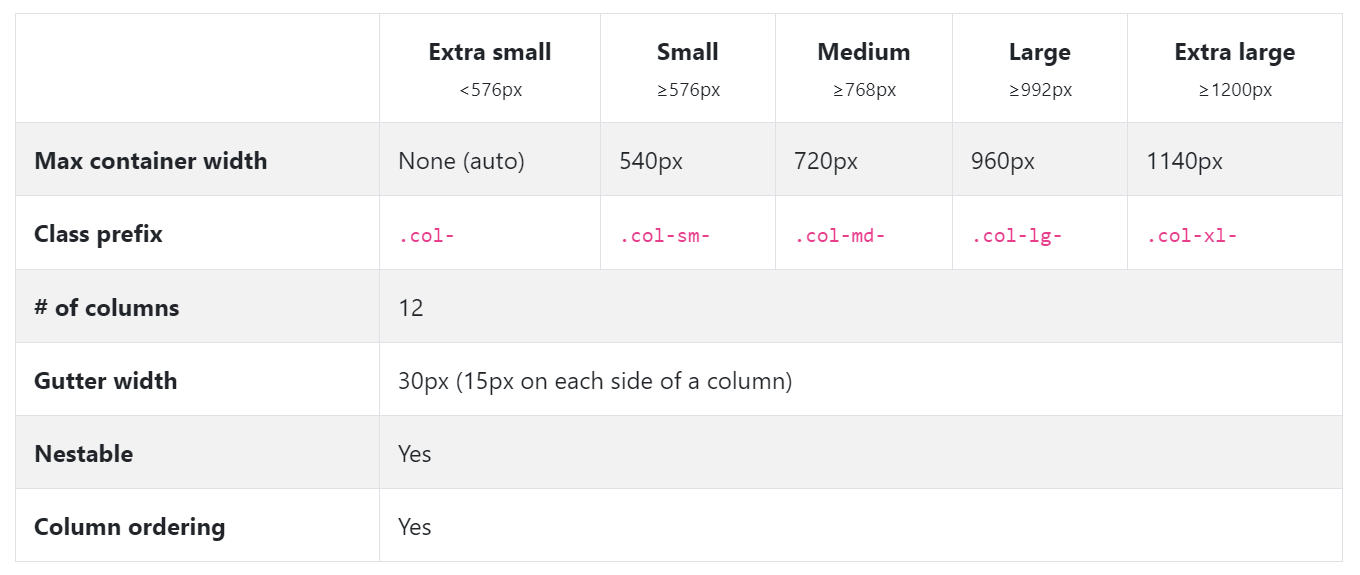 Extra small Small Medium Large Extra large
<576px ≥576px ≥768px ≥992px ≥1200px
Max container width None (auto) 540px 720px 960px 1140px
Class prefix .col- .col-sm- .col-md- .col-lg- .col-xl-
# of columns 12
Gutter width 30px (15px on each side of a column)
Nestable Yes
Column ordering Yes